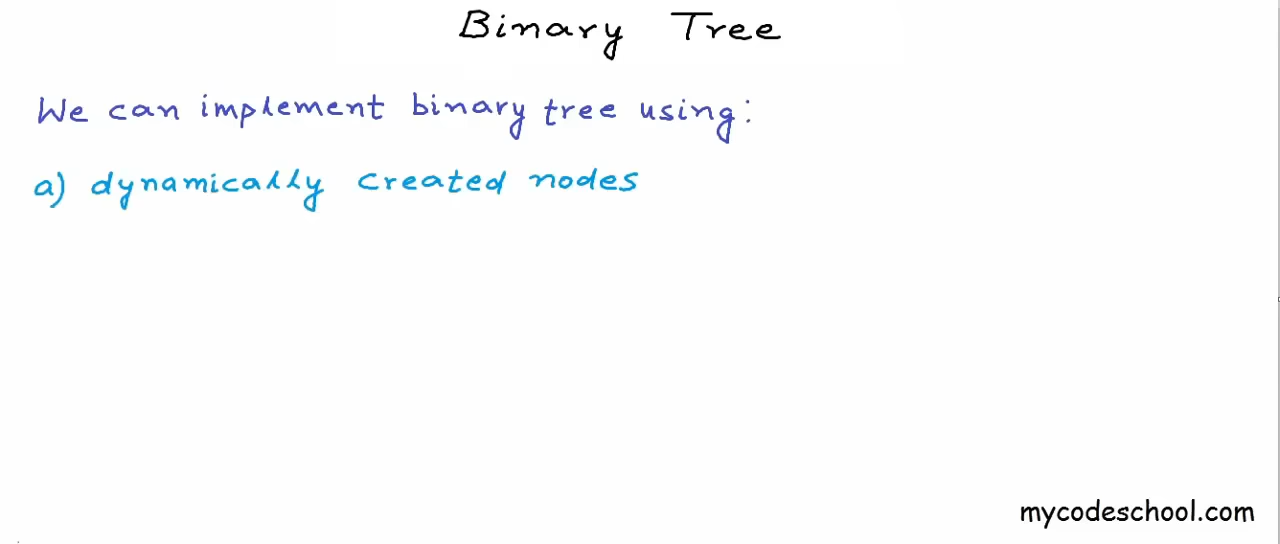 Binary Tree
We can implement binary tree using:
a) dynamically created nodes
mycodeschool.com